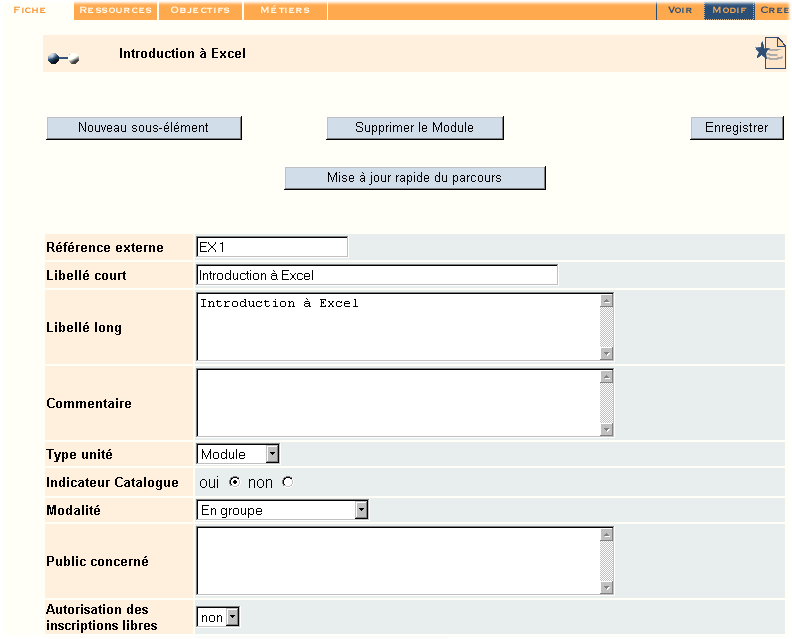 FICHE RESSOURCES OBJECTIFS MÉTIERS VOIR MODIF CREE
Introduction à Excel
Nouveau sous-élément Supprimer le Module Enregistrer
Mise à jour rapide du parcours
Référence externe EX1
Libellé court Introduction à Excel
Libellé long Introduction à Excel
Commentaire
Type unité Module
Indicateur Catalogue oui non
Modalité En groupe
Public concerné
Autorisation des
inscriptions libres non